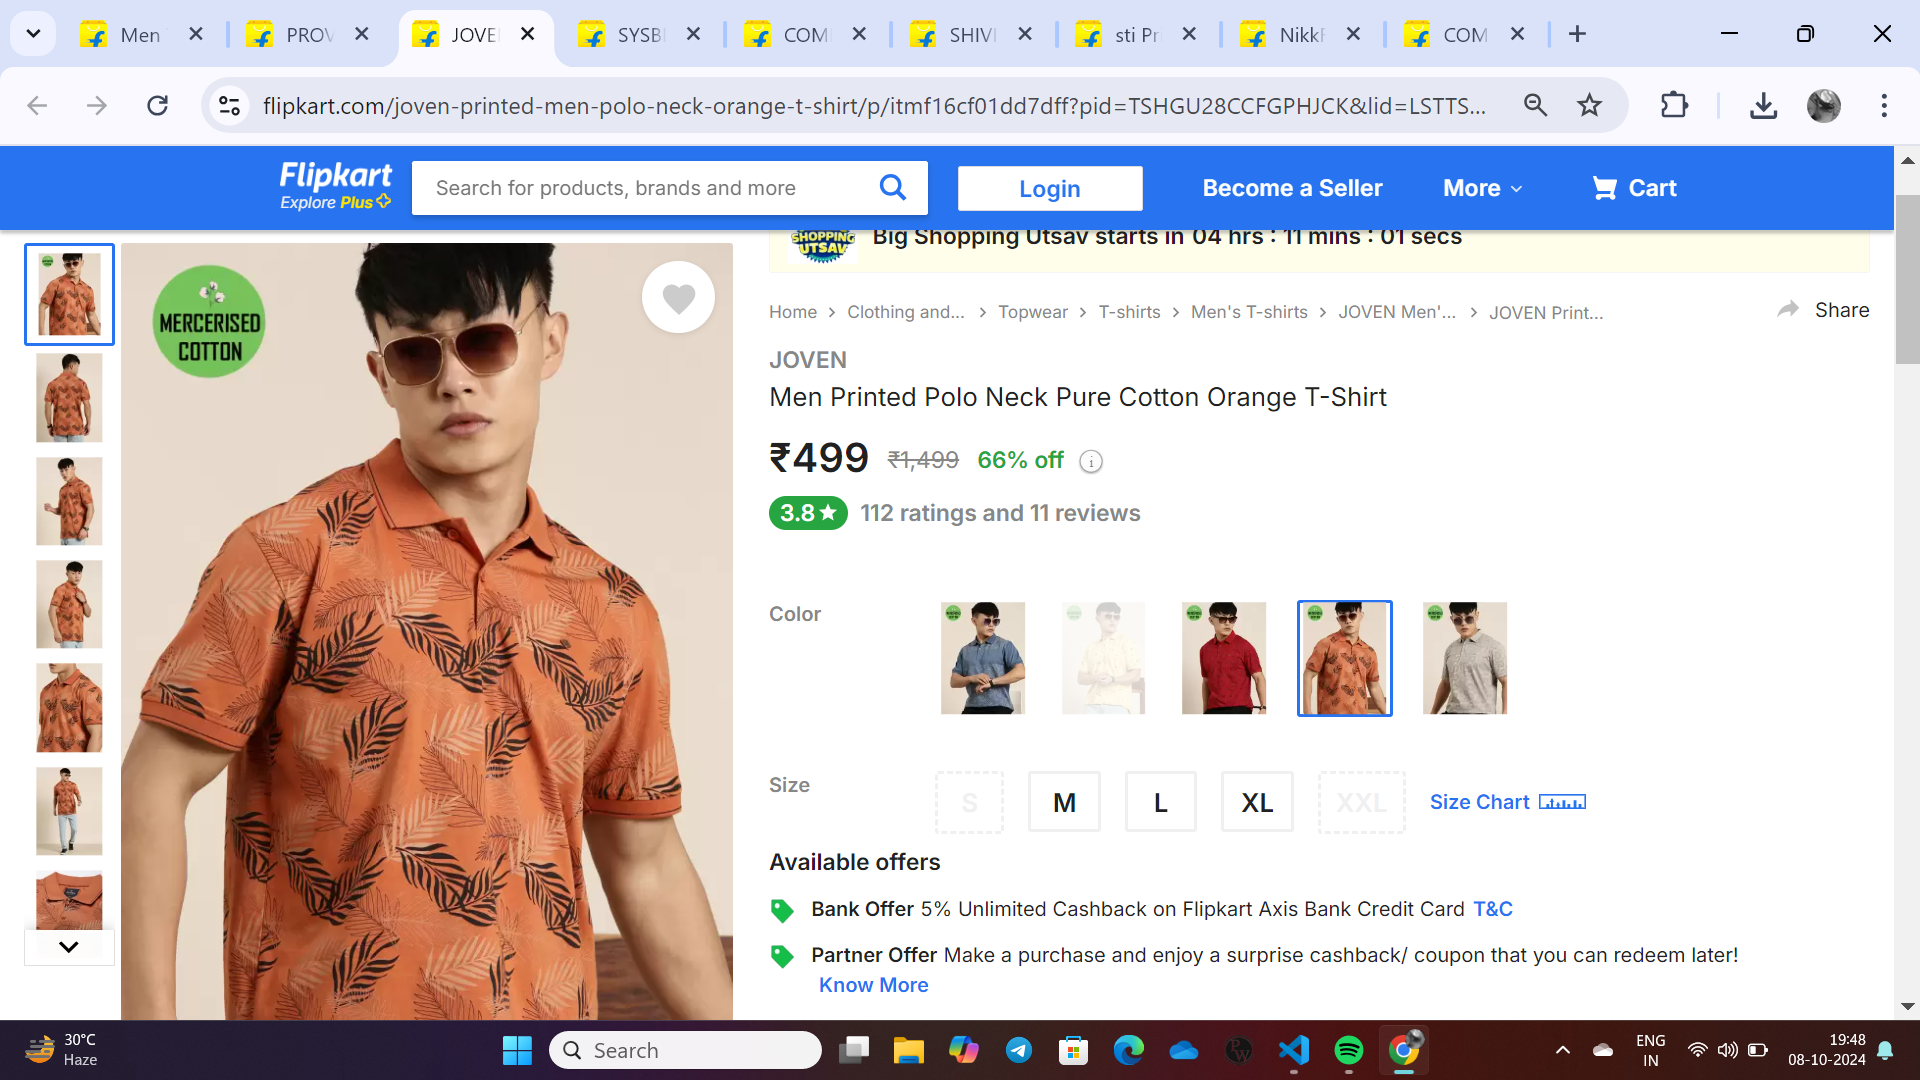 Men
PROV
JOVE
SYSB
COM
SHIVI
sti Pr
NikkF
COM
flipkart.com/joven-printed-men-polo-neck-orange-t-shirt/p/itmf16cf01dd7dff?pid=TSHGU28CCFGPHJCK&lid=LSTTS...
Flipkart
Explore Plus
Search for products, brands and more
Login
Become a Seller
More
Cart
SHOPPING
UTSAV
Big Shopping Utsav starts in 04 hrs : 11 mins : 01 secs
Home
Clothing and...
Topwear
T-shirts
Men's T-shirts
JOVEN Men'...
JOVEN Print...
Share
MERCERISED
COTTON
JOVEN
Men Printed Polo Neck Pure Cotton Orange T-Shirt
₹499 ₹1,499 66% off i
3.8★ 112 ratings and 11 reviews
Color
Size
S
M
L
XL
XXL
Size Chart
Available offers
Bank Offer 5% Unlimited Cashback on Flipkart Axis Bank Credit Card T&C
Partner Offer Make a purchase and enjoy a surprise cashback/ coupon that you can redeem later!
Know More
30°C
Haze
Search
PW
ENG
IN
19:48
08-10-2024